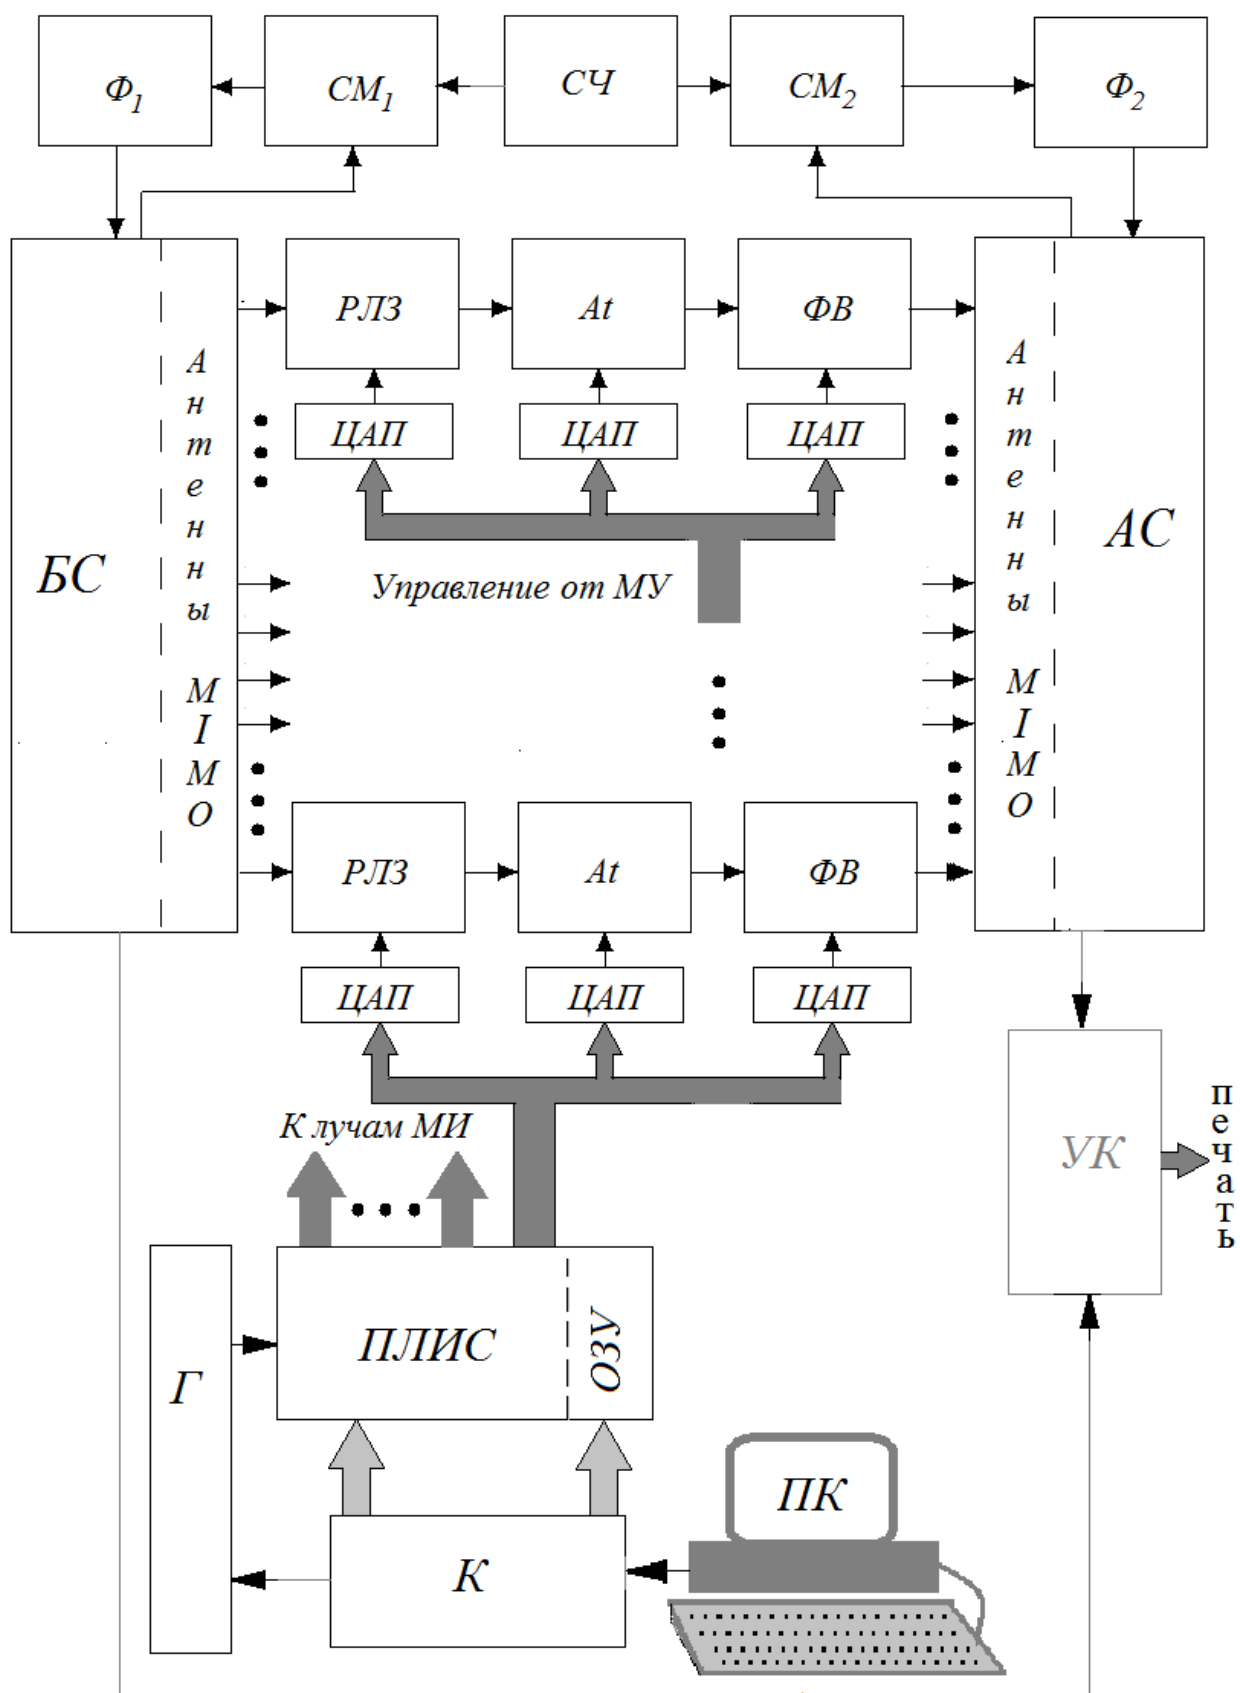 Ф1 СМ1 СЧ СМ2 Ф2
РЛЗ At ФВ
ЦАП ЦАП ЦАП
Антенны MIMO
Антенны MIMO
БС
АС
Управление от МУ
РЛЗ At ФВ
ЦАП ЦАП ЦАП
К лучам МИ
УК
печать
ПЛИС
ОЗУ
Г
ПК
К